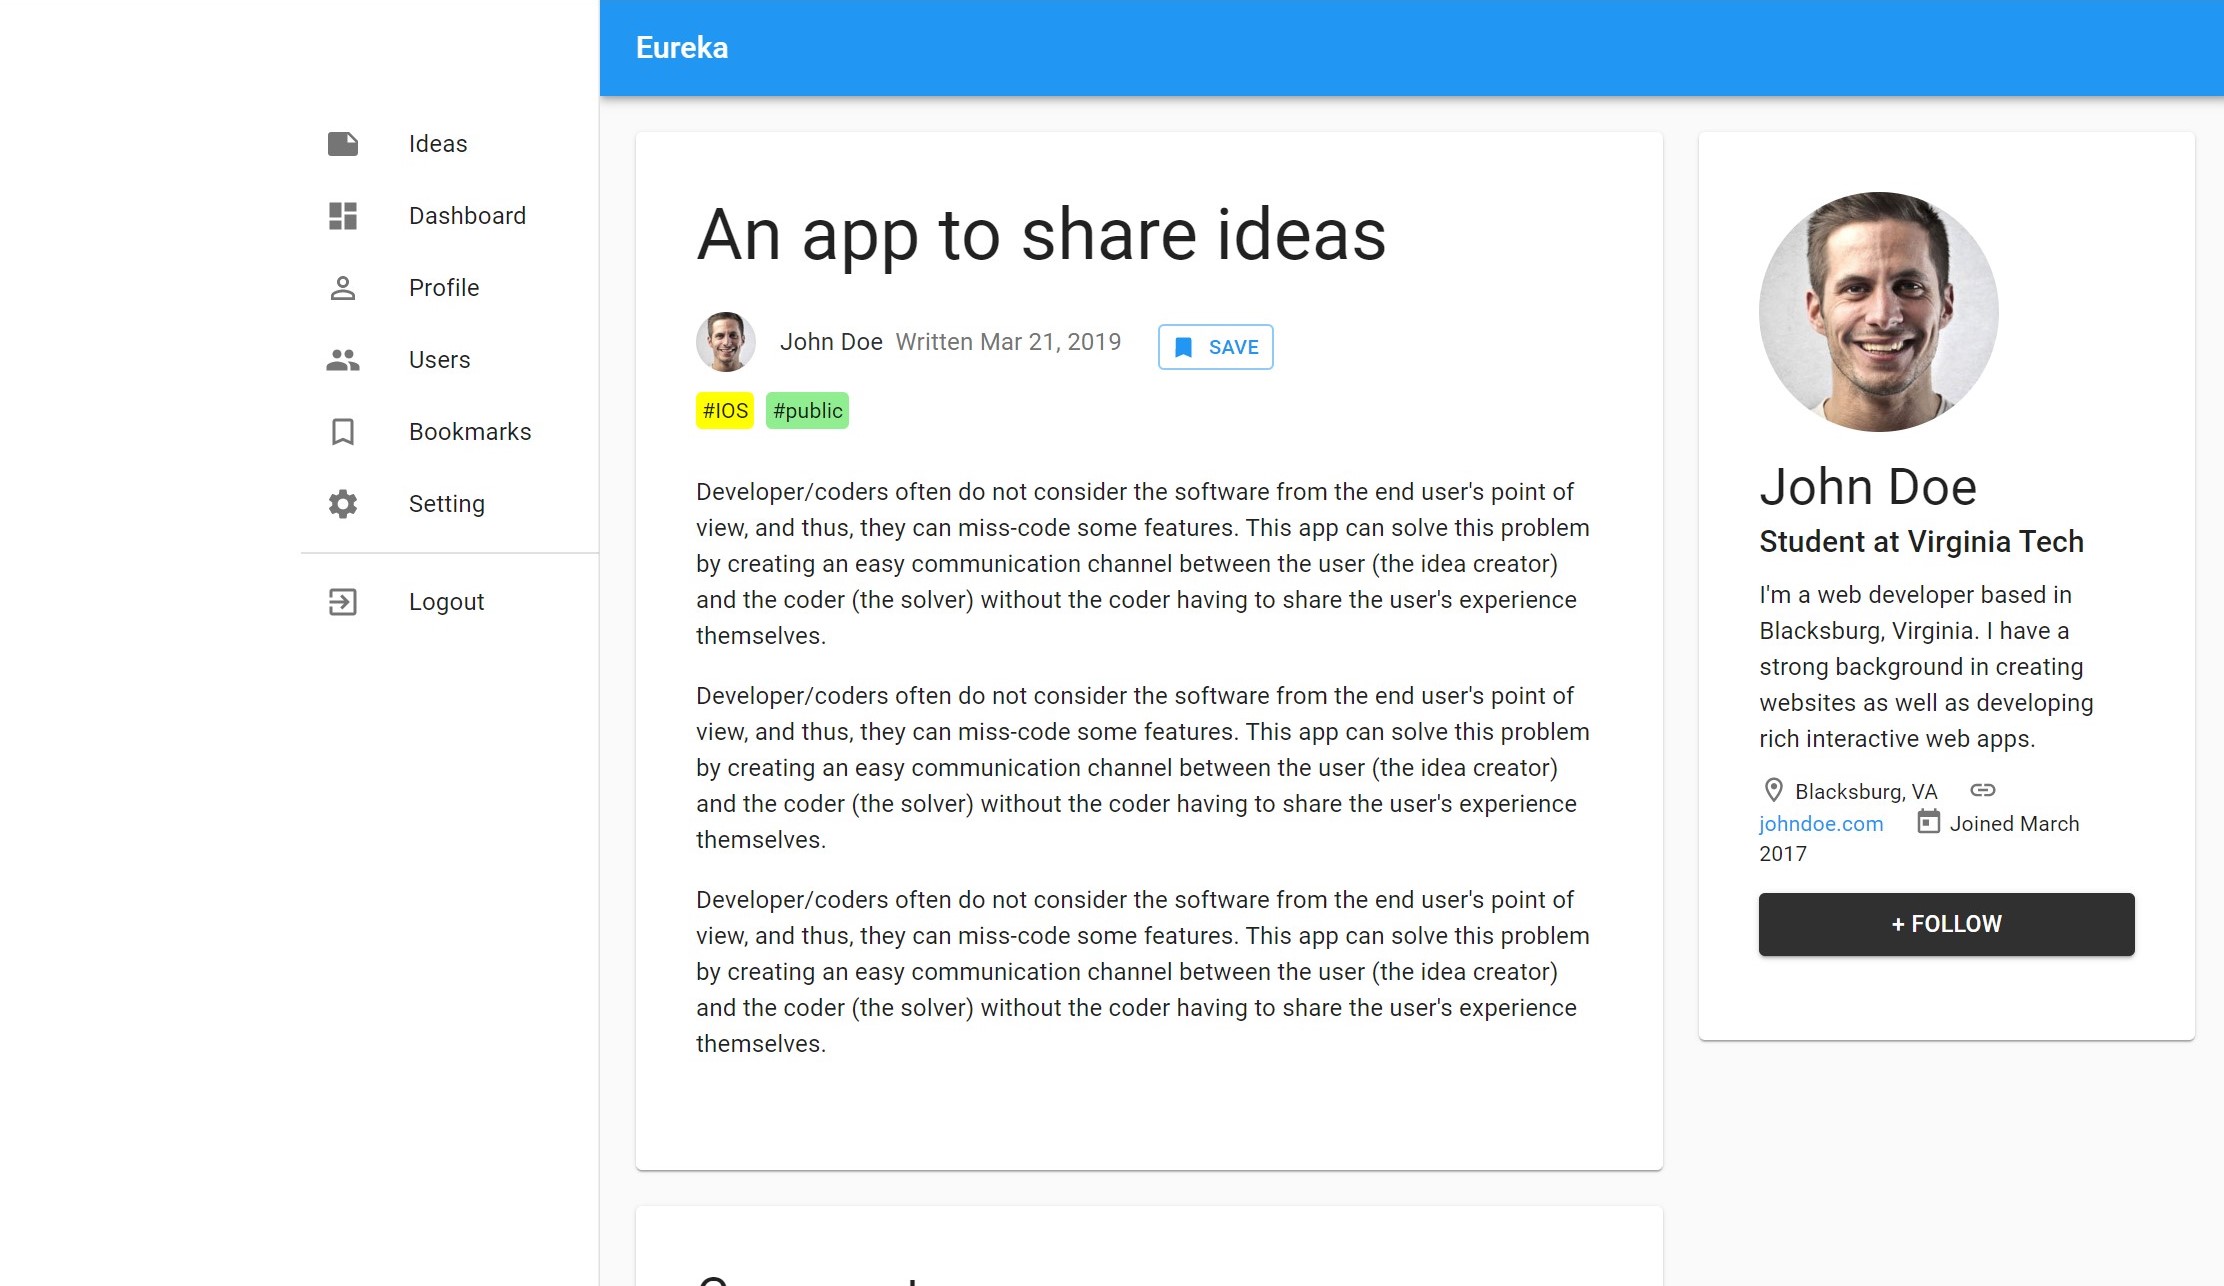 Eureka
Ideas
Dashboard
Profile
Users
Bookmarks
Setting
Logout
An app to share ideas
John Doe Written Mar 21, 2019 SAVE
#IOS #public
Developer/coders often do not consider the software from the end user's point of
view, and thus, they can miss-code some features. This app can solve this problem
by creating an easy communication channel between the user (the idea creator)
and the coder (the solver) without the coder having to share the user's experience
themselves.
Developer/coders often do not consider the software from the end user's point of
view, and thus, they can miss-code some features. This app can solve this problem
by creating an easy communication channel between the user (the idea creator)
and the coder (the solver) without the coder having to share the user's experience
themselves.
Developer/coders often do not consider the software from the end user's point of
view, and thus, they can miss-code some features. This app can solve this problem
by creating an easy communication channel between the user (the idea creator)
and the coder (the solver) without the coder having to share the user's experience
themselves.
John Doe
Student at Virginia Tech
I'm a web developer based in
Blacksburg, Virginia. I have a
strong background in creating
websites as well as developing
rich interactive web apps.
Blacksburg, VA
johndoe.com Joined March
2017
+ FOLLOW